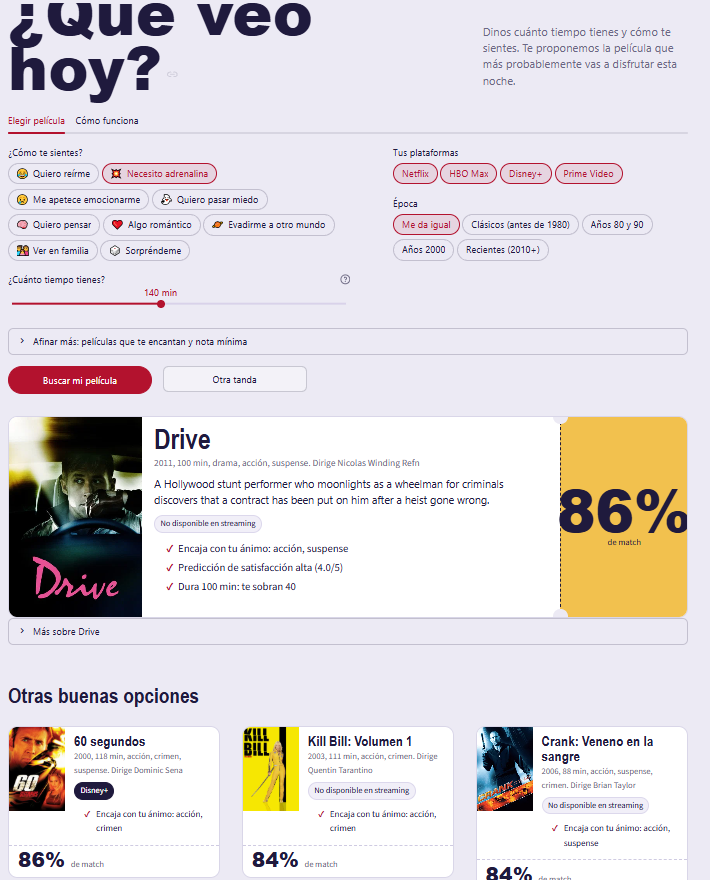 ¿Qué veo
hoy?
Dinos cuánto tiempo tienes y cómo te
sientes. Te proponemos la película que
más probablemente vas a disfrutar esta
noche.
Elegir película
Cómo funciona
¿Cómo te sientes?
Quiero reírme
Necesito adrenalina
Me apetece emocionarme
Quiero pasar miedo
Quiero pensar
Algo romántico
Evadirme a otro mundo
Ver en familia
Sorpréndeme
Tus plataformas
Netflix
HBO Max
Disney+
Prime Video
Época
Me da igual
Clásicos (antes de 1980)
Años 80 y 90
Años 2000
Recientes (2010+)
¿Cuánto tiempo tienes?
140 min
Afinar más: películas que te encantan y nota mínima
Buscar mi película
Otra tanda
Drive
Drive
2011, 100 min, drama, acción, suspense. Dirige Nicolas Winding Refn
A Hollywood stunt performer who moonlights as a wheelman for criminals
discovers that a contract has been put on him after a heist gone wrong.
No disponible en streaming
✓ Encaja con tu ánimo: acción, suspense
✓ Predicción de satisfacción alta (4.0/5)
✓ Dura 100 min: te sobran 40
86%
de match
Más sobre Drive
Otras buenas opciones
60
60 segundos
2000, 118 min, acción, crimen,
suspense. Dirige Dominic Sena
Disney+
✓ Encaja con tu ánimo: acción,
crimen
86% de match
KILL
BILL
Kill Bill: Volumen 1
2003, 111 min, acción, crimen. Dirige
Quentin Tarantino
No disponible en streaming
✓ Encaja con tu ánimo: acción,
crimen
84% de match
Crank: Veneno en la
sangre
2006, 88 min, acción, suspense,
crimen. Dirige Brian Taylor
No disponible en streaming
✓ Encaja con tu ánimo: acción,
suspense
84% de match